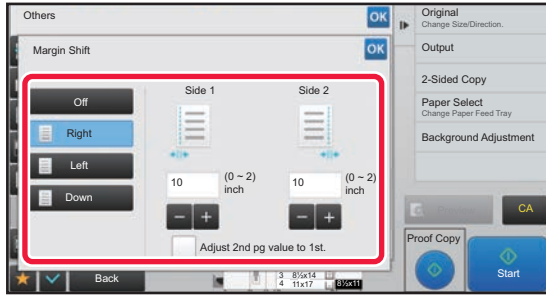 Others
OK
Margin Shift
OK
Off
Right
Left
Down
Side 1
Side 2
10
(0 ~ 2)
inch
10
(0 ~ 2)
inch
Adjust 2nd pg value to 1st.
Back
3 8½x14
4 11x17
8½x11
Original
Change Size/Direction.
Output
2-Sided Copy
Paper Select
Change Paper Feed Tray
Background Adjustment
CA
Proof Copy
Start